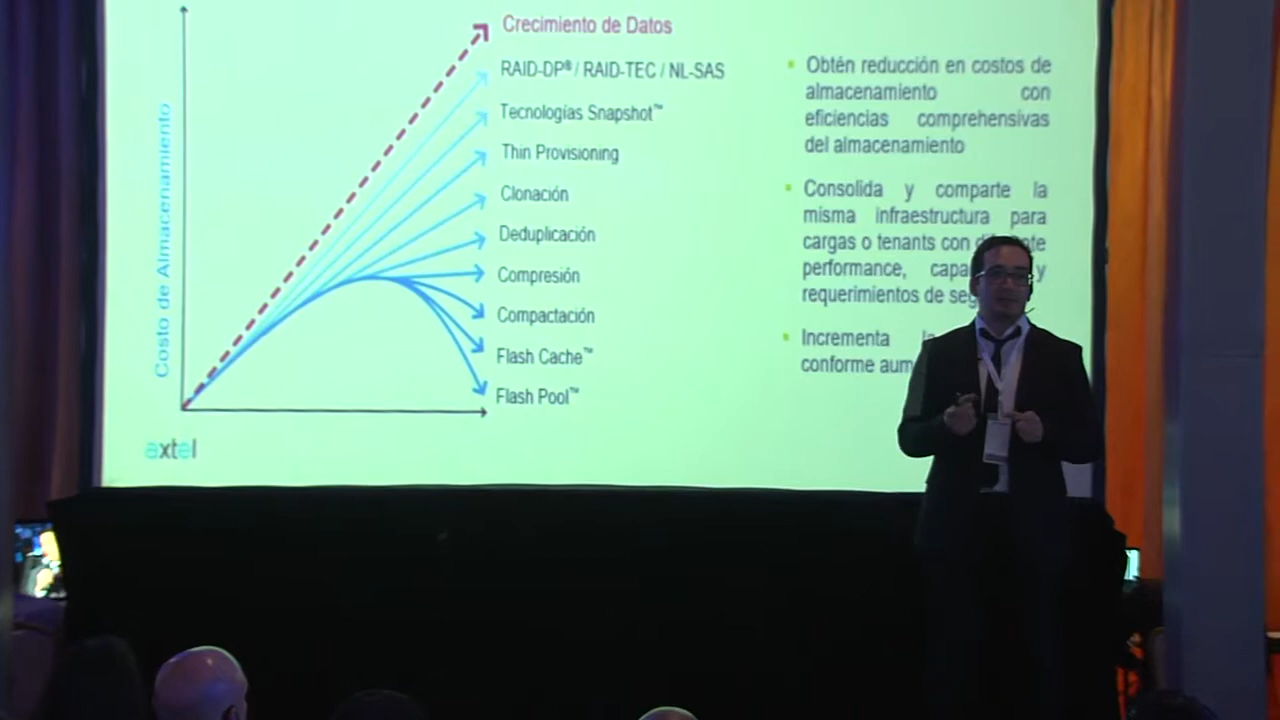 Crecimiento de Datos
RAID-DP® / RAID-TEC / NL-SAS
Tecnologías Snapshot™
Thin Provisioning
Clonación
Deduplicación
Compresión
Compactación
Flash Cache™
Flash Pool™
Costo de Almacenamiento
axtel
Obtén reducción en costos de
almacenamiento con
eficiencias comprehensivas
del almacenamiento
Consolida y comparte la
misma infraestructura para
cargas o tenants con
performance, y
requerimientos de
Incrementa
conforme